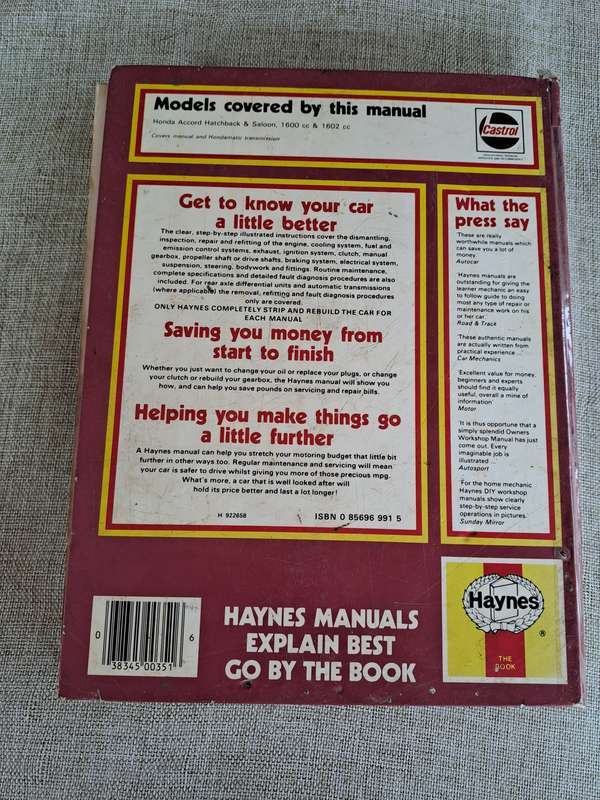 Models covered by this manual
Honda Accord Hatchback & Saloon, 1600 cc & 1602 cc
Covers manual and Hondamatic transmission
Castrol
Get to know your car
a little better
The clear, step-by-step illustrated instructions cover the dismantling,
inspection, repair and refitting of the engine, cooling system, fuel and
emission control systems, exhaust, ignition system, clutch, manual
gearbox, propeller shaft or drive shafts, braking system, electrical system,
suspension, steering, bodywork and fittings. Routine maintenance,
complete specifications and detailed fault diagnosis procedures are also
included. For rear axle differential units and automatic transmissions
(where applicable) the removal, refitting and fault diagnosis procedures
only are covered.
ONLY HAYNES COMPLETELY STRIP AND REBUILD THE CAR FOR
EACH MANUAL
Saving you money from
start to finish
Whether you just want to change your oil or replace your plugs, or change
your clutch or rebuild your gearbox, the Haynes manual will show you
how, and can help you save pounds on servicing and repair bills.
Helping you make things go
a little further
A Haynes manual can help you stretch your motoring budget that little bit
further in other ways too. Regular maintenance and servicing will mean
your car is safer to drive whilst giving you more of those precious mpg.
What's more, a car that is well looked after will
hold its price better and last a lot longer!
H 922658
ISBN 0 85696 991 5
What the
press say
'These are really
worthwhile manuals which
can save you a lot of
money'
Autocar
'Haynes manuals are
outstanding for giving the
learner mechanic an easy
to follow guide to doing
most any type of repair or
maintenance work on his
or her car.'
Road & Track
'These authentic manuals
are actually written from
practical experience . . .'
Car Mechanics
'Excellent value for money,
beginners and experts
should find it equally
useful, overall a mine of
information'
Motor
'It is thus opportune that a
simply splendid Owners
Workshop Manual has just
come out. Every
imaginable job is
illustrated'
Autosport
'For the home mechanic
Haynes DIY workshop
manuals show clearly
step-by-step service
operations in pictures.'
Sunday Mirror
0
6
38345 00351
HAYNES MANUALS
EXPLAIN BEST
GO BY THE BOOK
Haynes
®
THE
BOOK